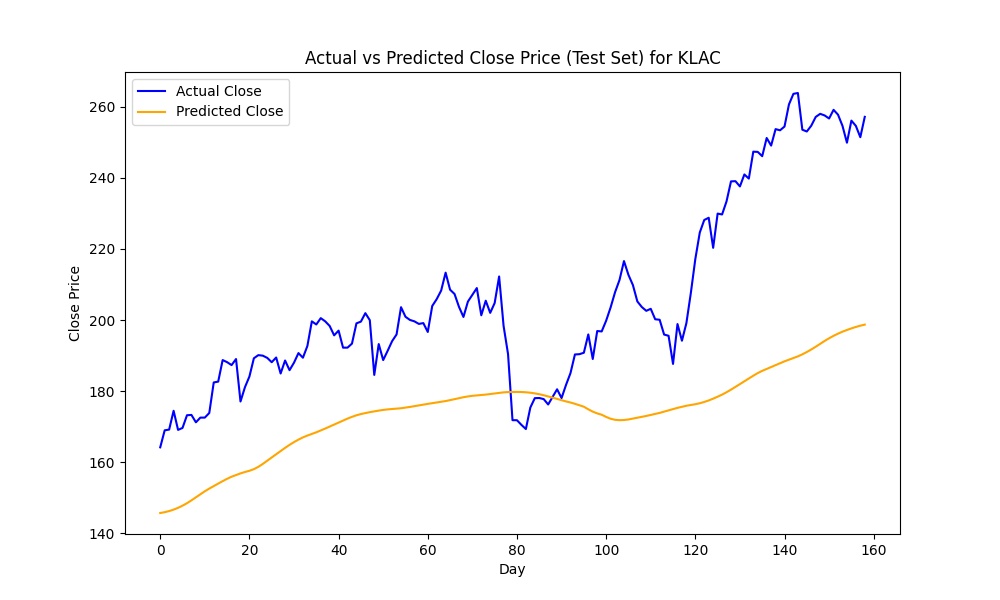 Actual vs Predicted Close Price (Test Set) for KLAC
Actual Close
Predicted Close
Close Price
260
240
220
200
180
160
140
0 20 40 60 80 100 120 140 160
Day